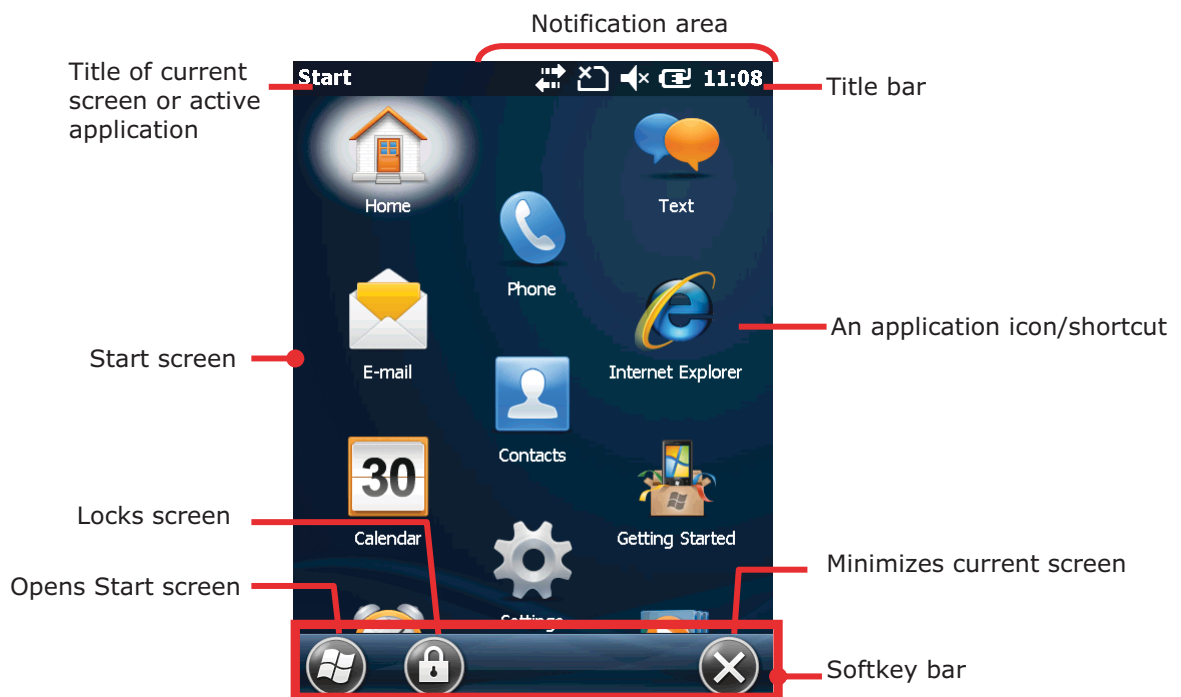 Notification area
Title of current
screen or active
application
Start
11:08
Title bar
Home
Text
Phone
E-mail
Internet Explorer
An application icon/shortcut
Start screen
Contacts
30
Calendar
Getting Started
Locks screen
Opens Start screen
Minimizes current screen
Settings
Softkey bar